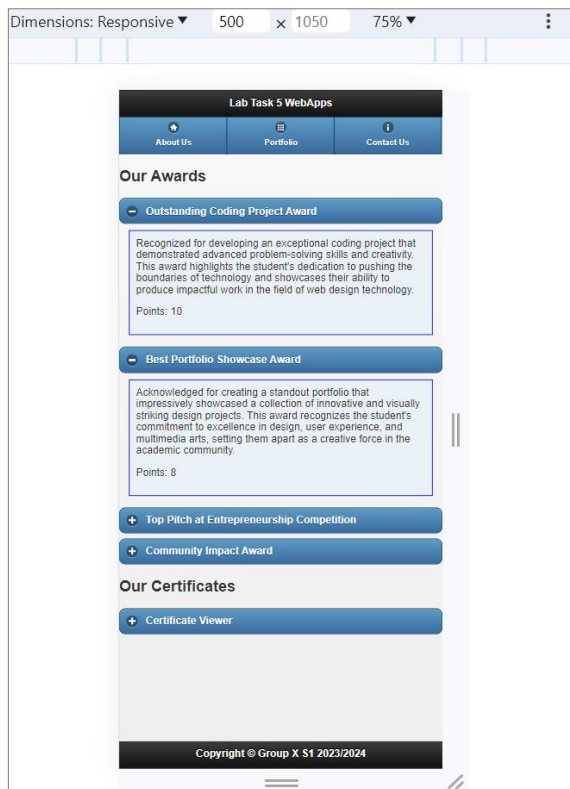 Dimensions: Responsive ▼ 500 × 1050 75% ▼
Lab Task 5 WebApps
About Us Portfolio Contact Us
Our Awards
Outstanding Coding Project Award
Recognized for developing an exceptional coding project that
demonstrated advanced problem-solving skills and creativity.
This award highlights the student's dedication to pushing the
boundaries of technology and showcases their ability to
produce impactful work in the field of web design technology.
Points: 10
Best Portfolio Showcase Award
Acknowledged for creating a standout portfolio that
impressively showcased a collection of innovative and visually
striking design projects. This award recognizes the student's
commitment to excellence in design, user experience, and
multimedia arts, setting them apart as a creative force in the
academic community.
Points: 8
Top Pitch at Entrepreneurship Competition
Community Impact Award
Our Certificates
Certificate Viewer
Copyright © Group X S1 2023/2024